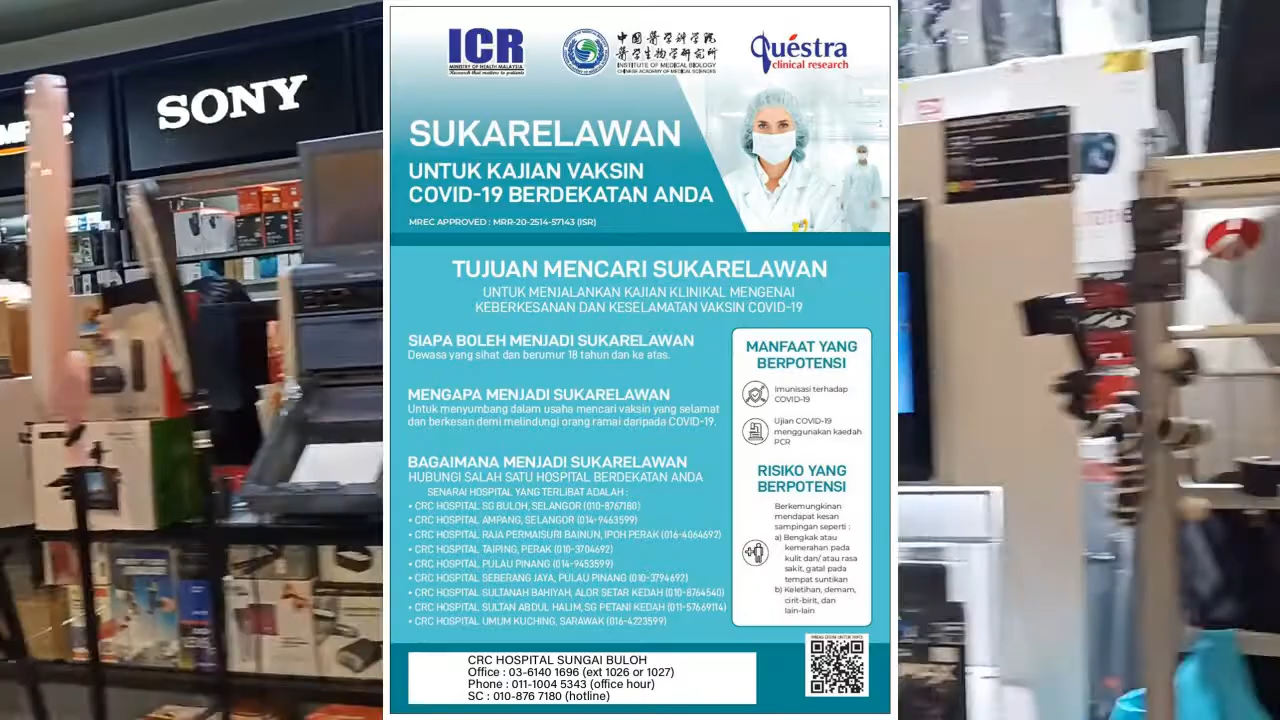 SONY
ICR
MINISTRY OF HEALTH MALAYSIA
Research that matters to patients
中国医学科学院
医学生物学研究所
INSTITUTE OF MEDICAL BIOLOGY
CHINESE ACADEMY OF MEDICAL SCIENCES
Quéstra
clinical research
SUKARELAWAN
UNTUK KAJIAN VAKSIN
COVID-19 BERDEKATAN ANDA
MREC APPROVED : MRR-20-2514-57143 (ISR)
TUJUAN MENCARI SUKARELAWAN
UNTUK MENJALANKAN KAJIAN KLINIKAL MENGENAI
KEBERKESANAN DAN KESELAMATAN VAKSIN COVID-19
SIAPA BOLEH MENJADI SUKARELAWAN
Dewasa yang sihat dan berumur 18 tahun dan ke atas.
MENGAPA MENJADI SUKARELAWAN
Untuk menyumbang dalam usaha mencari vaksin yang selamat
dan berkesan demi melindungi orang ramai daripada COVID-19.
BAGAIMANA MENJADI SUKARELAWAN
HUBUNGI SALAH SATU HOSPITAL BERDEKATAN ANDA
SENARAI HOSPITAL YANG TERLIBAT ADALAH :
• CRC HOSPITAL SG BULOH, SELANGOR (010-8767180)
• CRC HOSPITAL AMPANG, SELANGOR (014-9463599)
• CRC HOSPITAL RAJA PERMAISURI BAINUN, IPOH PERAK (016-4064692)
• CRC HOSPITAL TAIPING, PERAK (010-3704692)
• CRC HOSPITAL PULAU PINANG (014-9453599)
• CRC HOSPITAL SEBERANG JAYA, PULAU PINANG (010-3794692)
• CRC HOSPITAL SULTANAH BAHIYAH, ALOR SETAR KEDAH (010-8764540)
• CRC HOSPITAL SULTAN ABDUL HALIM, SG PETANI KEDAH (011-57669114)
• CRC HOSPITAL UMUM KUCHING, SARAWAK (016-4223599)
MANFAAT YANG
BERPOTENSI
Imunisasi terhadap
COVID-19
Ujian COVID-19
menggunakan kaedah
PCR
RISIKO YANG
BERPOTENSI
Berkemungkinan
mendapat kesan
sampingan seperti :
a) Bengkak atau
kemerahan pada
kulit dan/ atau rasa
sakit, gatal pada
tempat suntikan
b) Keletihan, demam,
cirit-birit, dan
lain-lain
CRC HOSPITAL SUNGAI BULOH
Office : 03-6140 1696 (ext 1026 or 1027)
Phone : 011-1004 5343 (office hour)
SC : 010-876 7180 (hotline)